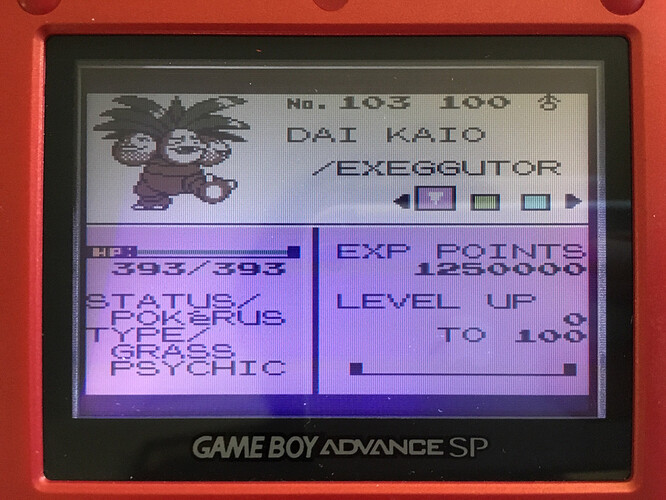 No. 103 100 ♂
DAI KAIO
/EXEGGUTOR
HP:
393/393
STATUS/
POKéRUS
TYPE/
GRASS
PSYCHIC
EXP POINTS
1250000
LEVEL UP
0
TO 100
GAME BOY ADVANCE SP